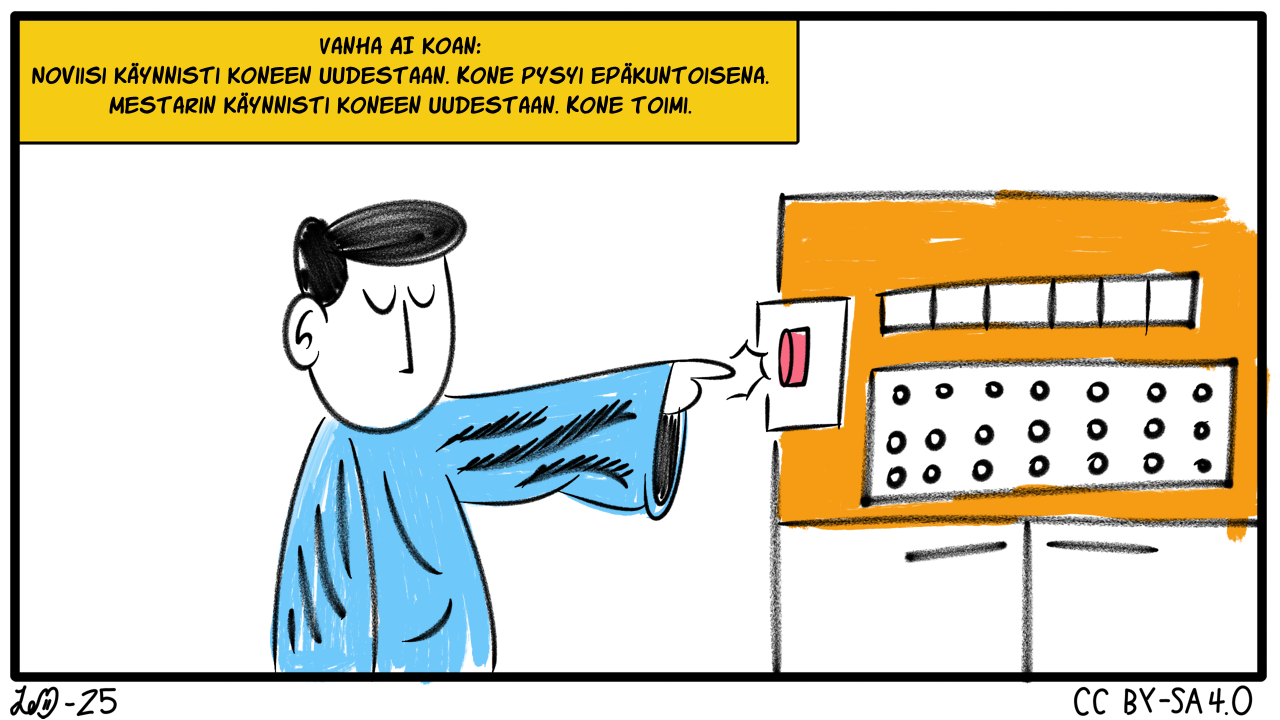 VANHA AI KOAN:
NOVIISI KÄYNNISTI KONEEN UUDESTAAN. KONE PYSYI EPÄKUNTOISENA.
MESTARIN KÄYNNISTI KONEEN UUDESTAAN. KONE TOIMI.
-25
CC BY-SA 4.0